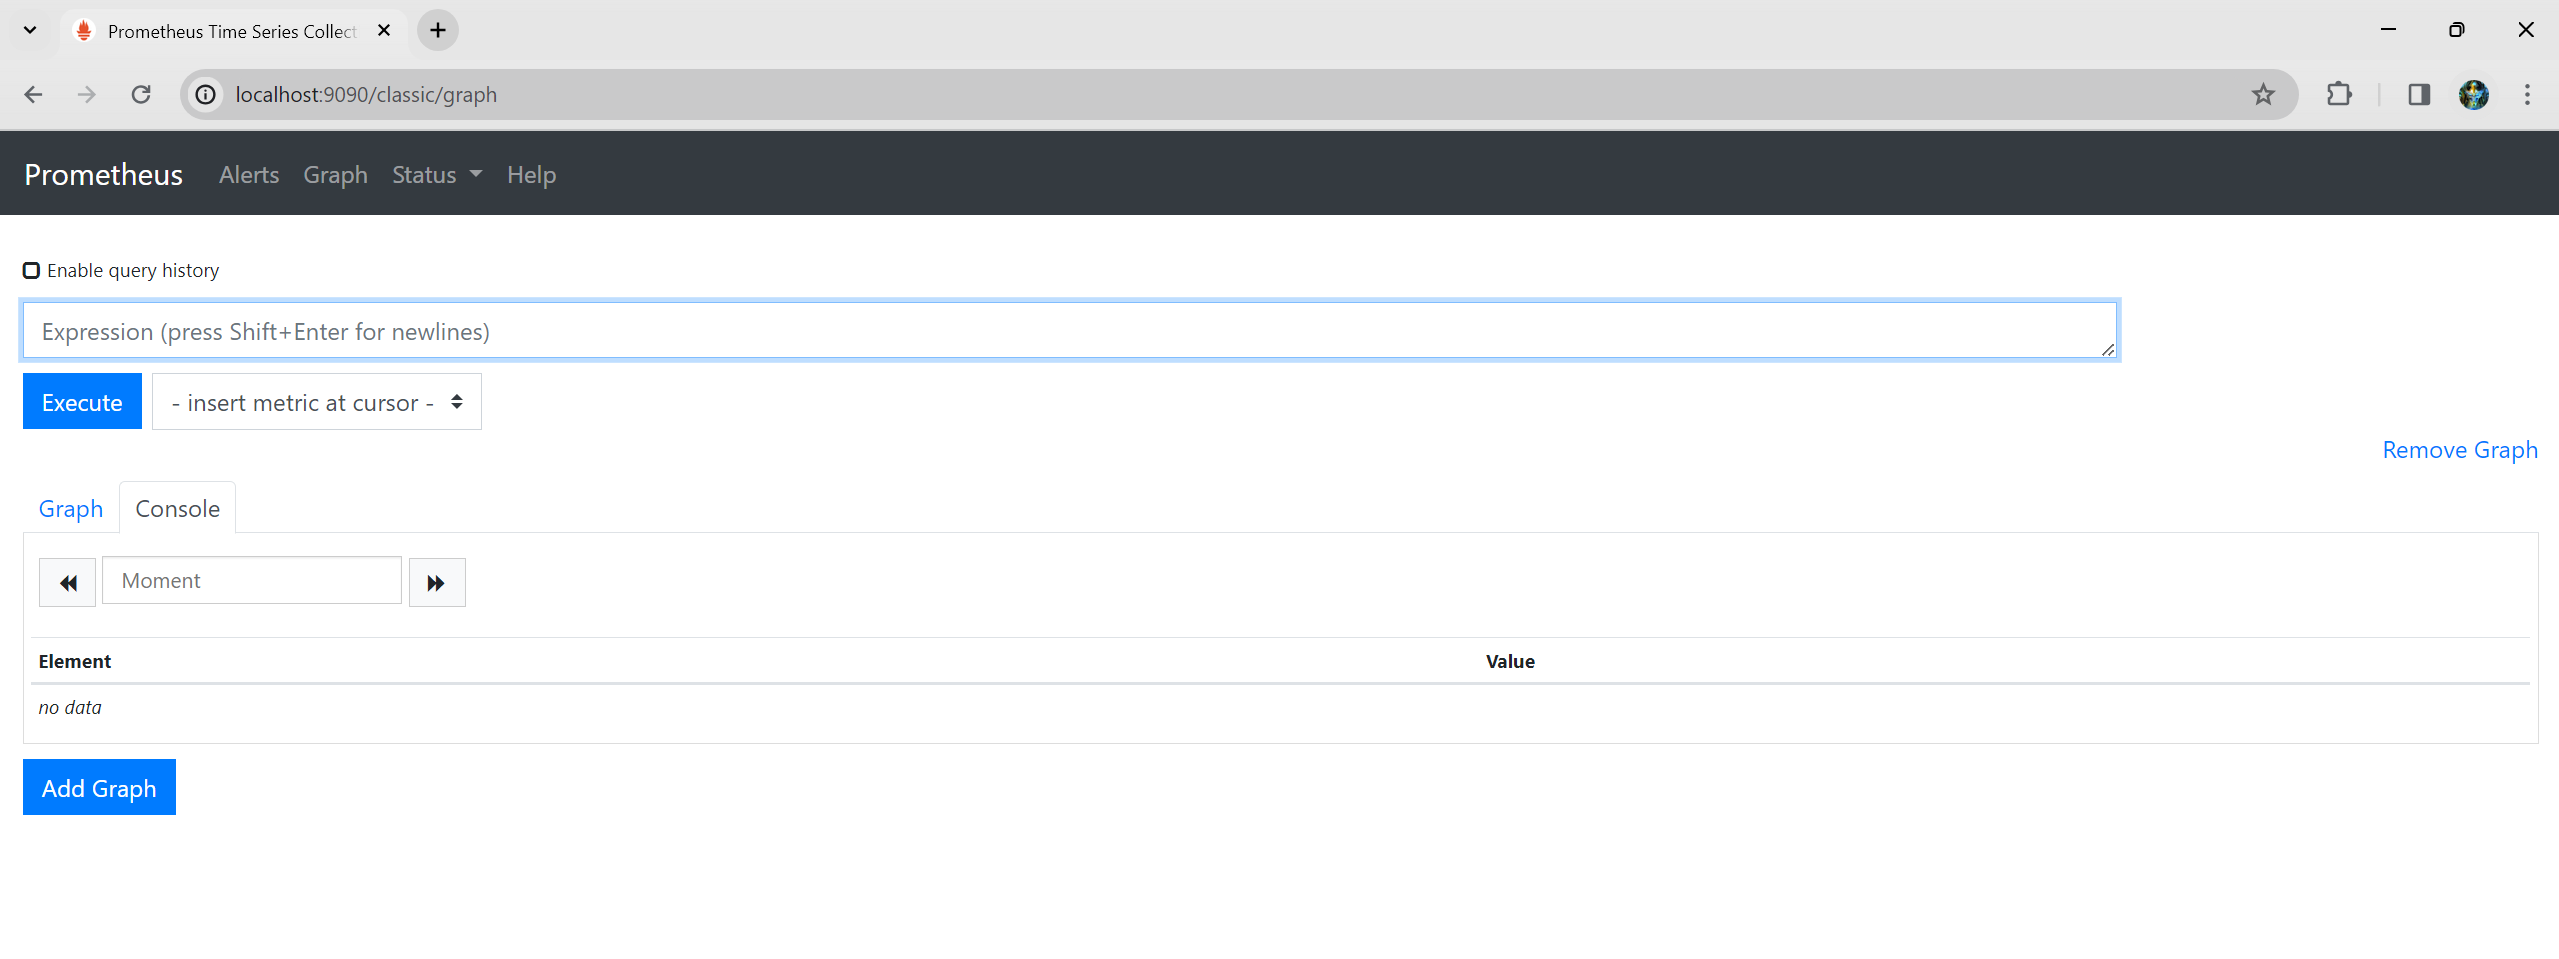 Prometheus Time Series Collect
localhost:9090/classic/graph
Prometheus Alerts Graph Status Help
Enable query history
Expression (press Shift+Enter for newlines)
Execute - insert metric at cursor -
Remove Graph
Graph Console
Moment
Element Value
no data
Add Graph